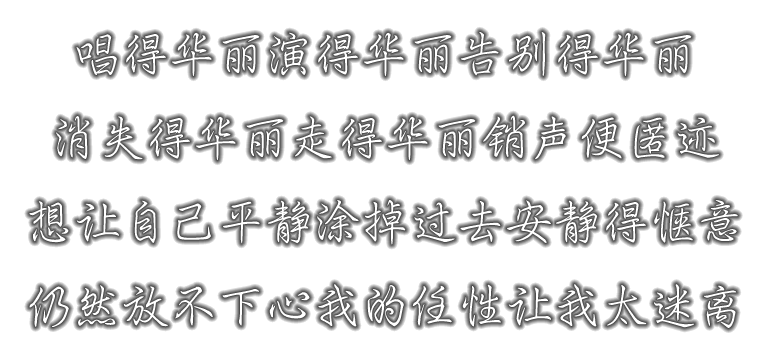 唱得华丽演得华丽告别得华丽
消失得华丽走得华丽销声便匿迹
想让自己平静涂掉过去安静得惬意
仍然放不下心我的任性让我太迷离